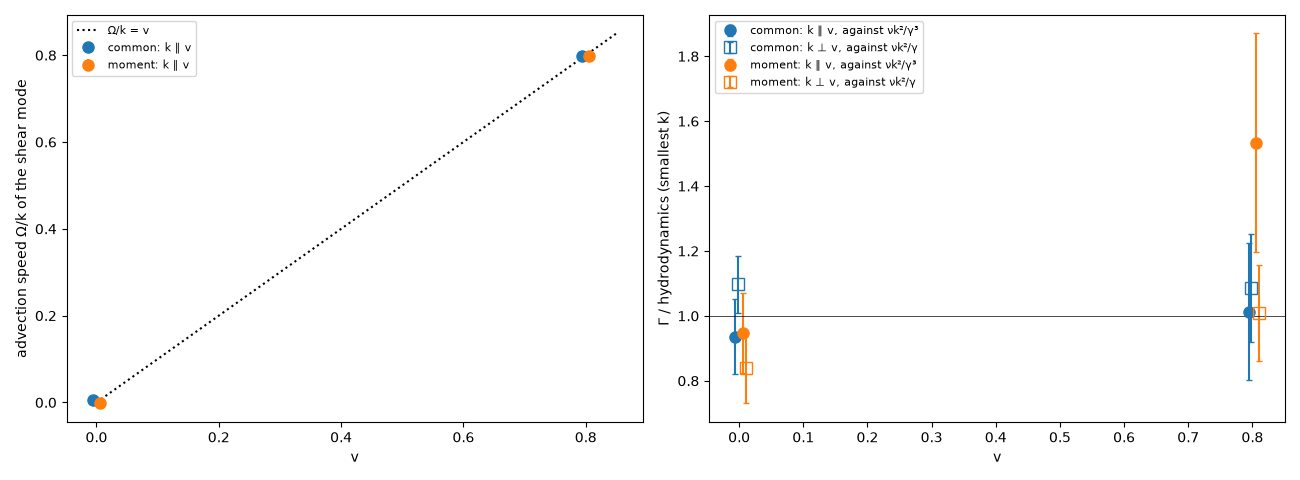 Ω/k = v
common: k ∥ v
moment: k ∥ v
advection speed Ω/k of the shear mode
0.8
0.6
0.4
0.2
0.0
0.0 0.2 0.4 0.6 0.8
v
common: k ∥ v, against νk²/γ³
common: k ⊥ v, against νk²/γ
moment: k ∥ v, against νk²/γ³
moment: k ⊥ v, against νk²/γ
Γ / hydrodynamics (smallest k)
1.8
1.6
1.4
1.2
1.0
0.8
0.0 0.1 0.2 0.3 0.4 0.5 0.6 0.7 0.8
v